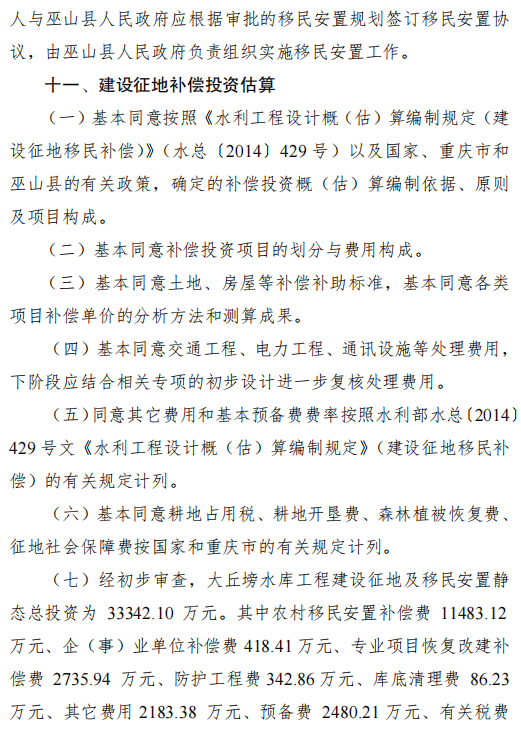 人与巫山县人民政府应根据审批的移民安置规划签订移民安置协
议，由巫山县人民政府负责组织实施移民安置工作。
十一、建设征地补偿投资估算
（一）基本同意按照《水利工程设计概（估）算编制规定（建
设征地移民补偿）》（水总〔2014〕429 号）以及国家、重庆市和
巫山县的有关政策，确定的补偿投资概（估）算编制依据、原则
及项目构成。
（二）基本同意补偿投资项目的划分与费用构成。
（三）基本同意土地、房屋等补偿补助标准，基本同意各类
项目补偿单价的分析方法和测算成果。
（四）基本同意交通工程、电力工程、通讯设施等处理费用，
下阶段应结合相关专项的初步设计进一步复核处理费用。
（五）同意其它费用和基本预备费费率按照水利部水总〔2014〕
429 号文《水利工程设计概（估）算编制规定》（建设征地移民补
偿）的有关规定计列。
（六）基本同意耕地占用税、耕地开垦费、森林植被恢复费、
征地社会保障费按国家和重庆市的有关规定计列。
（七）经初步审查，大丘塝水库工程建设征地及移民安置静
态总投资为 33342.10 万元。其中农村移民安置补偿费 11483.12
万元、企（事）业单位补偿费 418.41 万元、专业项目恢复改建补
偿费 2735.94 万元、防护工程费 342.86 万元、库底清理费 86.23
万元、其它费用 2183.38 万元、预备费 2480.21 万元、有关税费